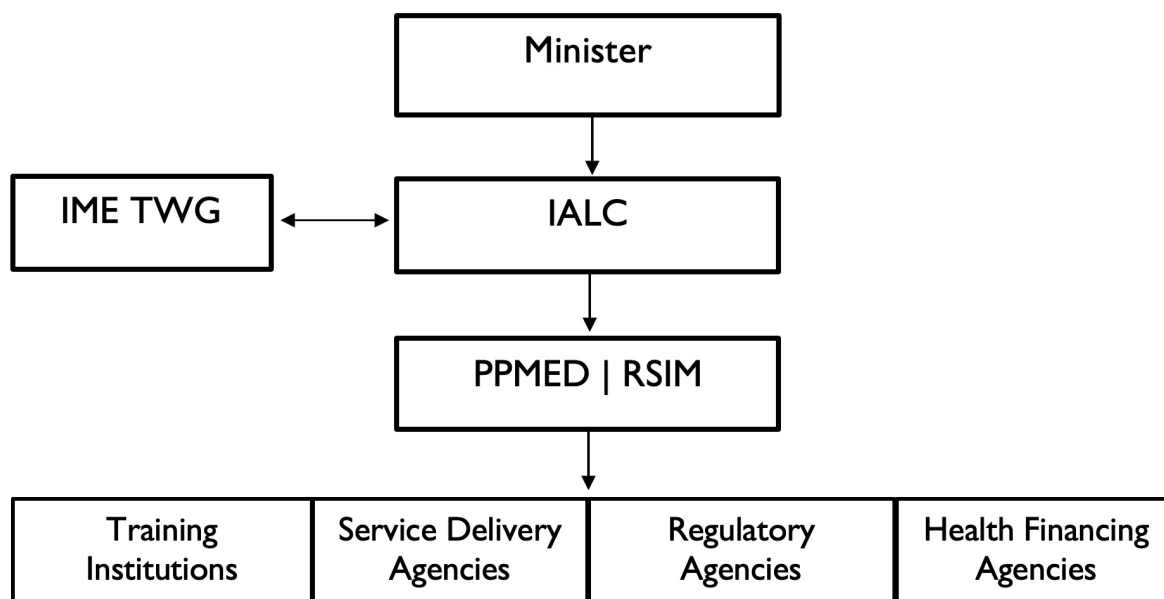 Minister
IME TWG
IALC
PPMED | RSIM
Training
Institutions
Service Delivery
Agencies
Regulatory
Agencies
Health Financing
Agencies